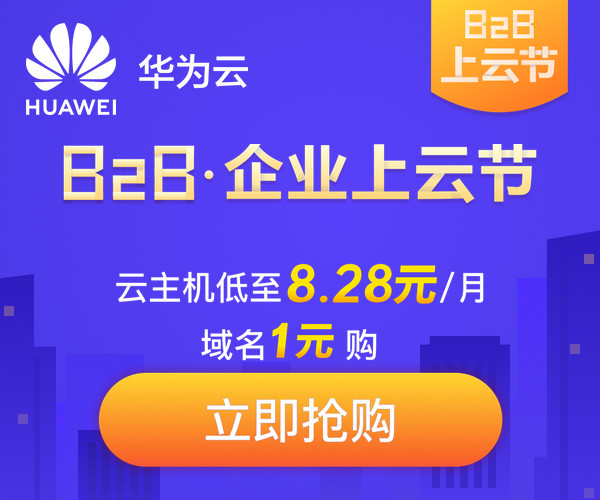 HUAWEI
华为云
B2B
上云节
B2B·企业上云节
云主机低至8.28元/月
域名1元 购
立即抢购